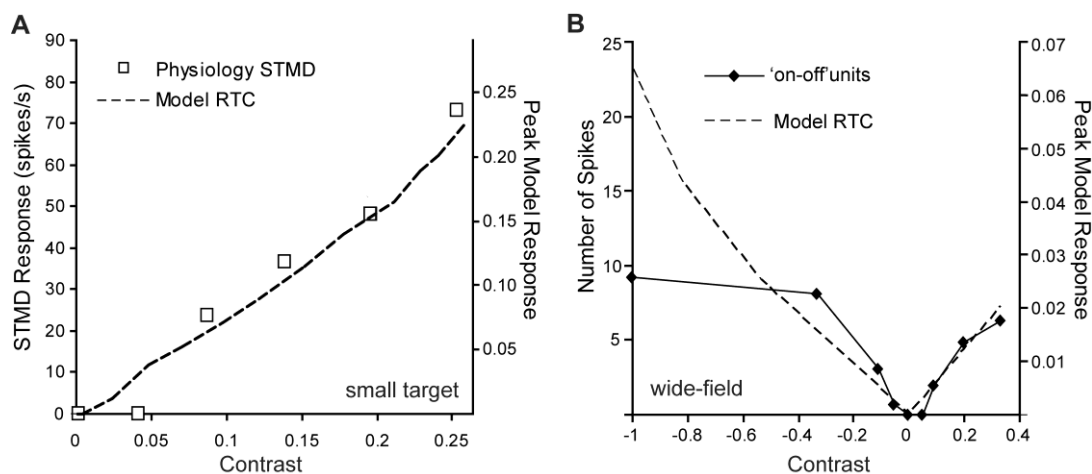 A
90
80
70
60
50
40
30
20
10
0
STMD Response (spikes/s)
Physiology STMD
Model RTC
0.25
0.20
0.15
0.10
0.05
Peak Model Response
small target
0
0.05
0.1
0.15
0.2
0.25
Contrast
B
25
20
15
10
5
Number of Spikes
'on-off'units
Model RTC
0.07
0.06
0.05
0.04
0.03
0.02
0.01
Peak Model Response
wide-field
-1
-0.8
-0.6
-0.4
-0.2
0
0.2
0.4
Contrast